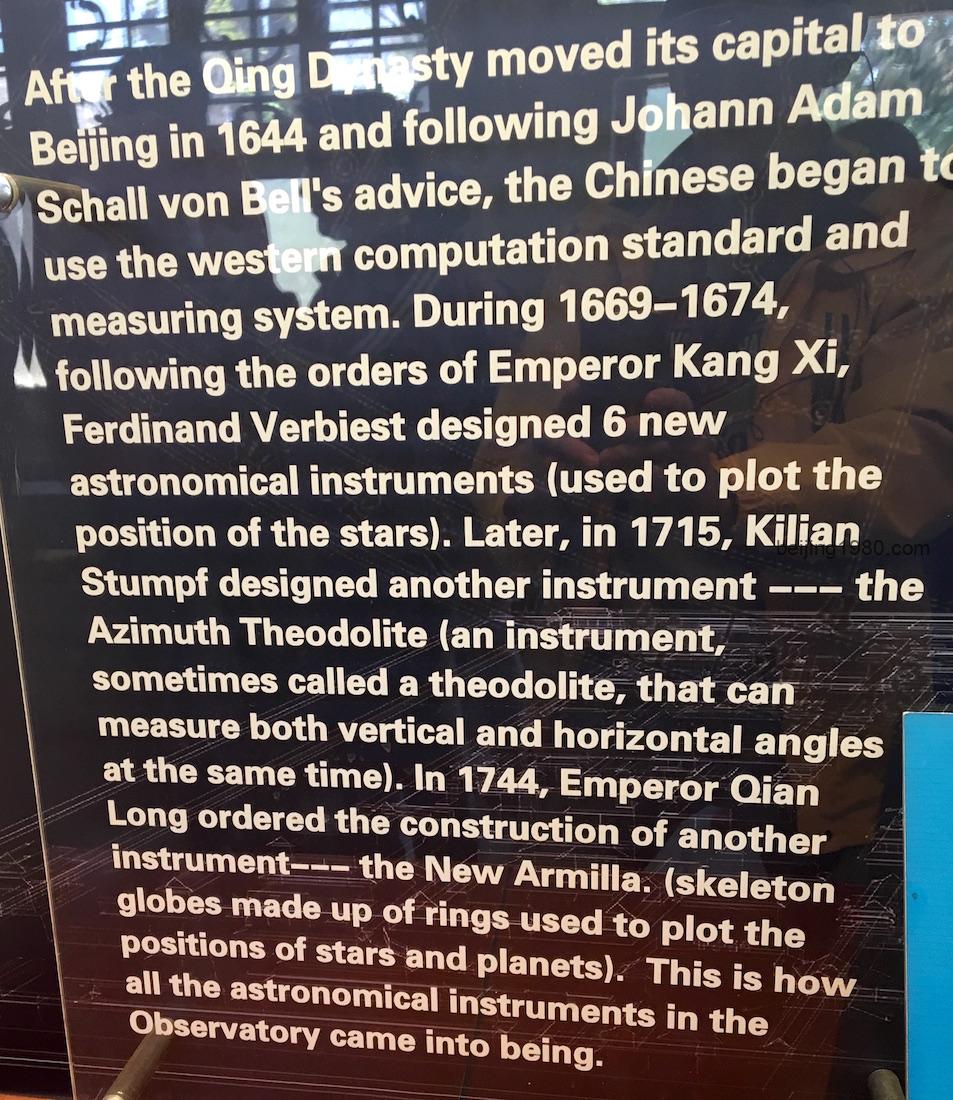 After the Qing Dynasty moved its capital to
Beijing in 1644 and following Johann Adam
Schall von Bell's advice, the Chinese began to
use the western computation standard and
measuring system. During 1669–1674,
following the orders of Emperor Kang Xi,
Ferdinand Verbiest designed 6 new
astronomical instruments (used to plot the
position of the stars). Later, in 1715, Kilian
beijing1980.com
Stumpf designed another instrument ––– the
Azimuth Theodolite (an instrument,
sometimes called a theodolite, that can
measure both vertical and horizontal angles
at the same time). In 1744, Emperor Qian
Long ordered the construction of another
instrument––– the New Armilla. (skeleton
globes made up of rings used to plot the
positions of stars and planets).  This is how
all the astronomical instruments in the
Observatory came into being.